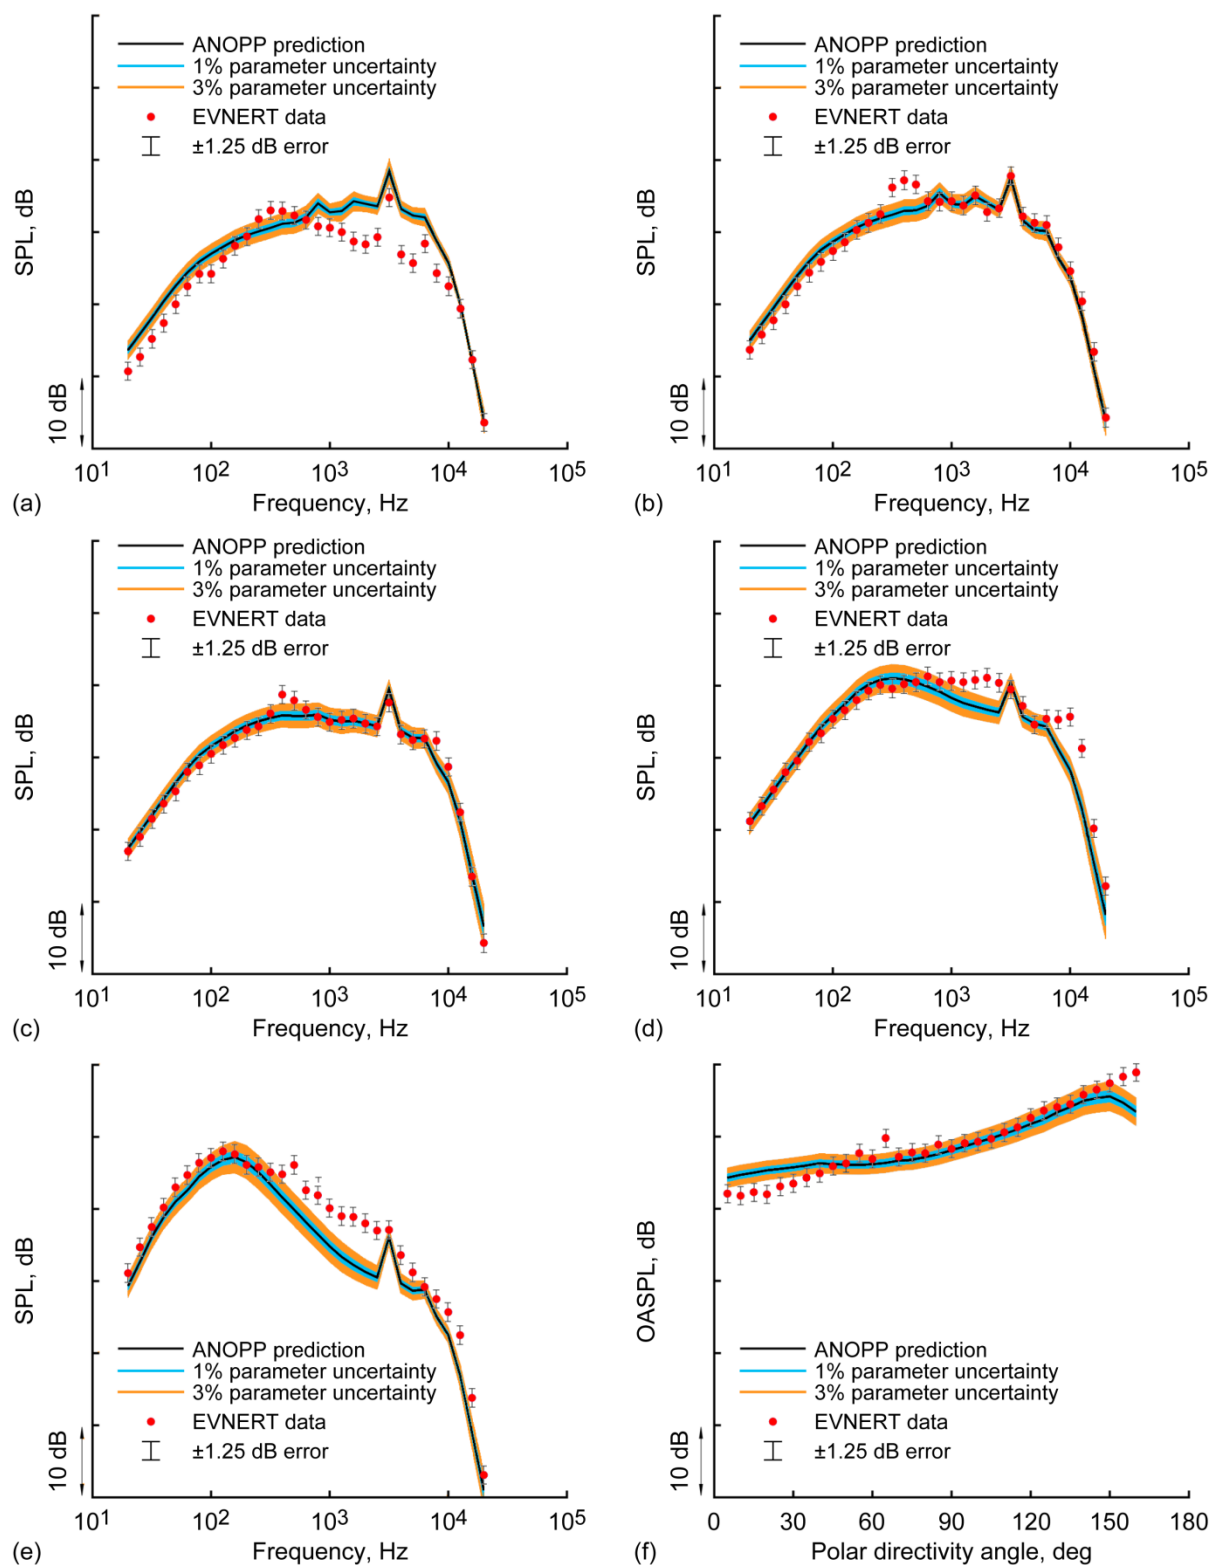 ANOPP prediction
1% parameter uncertainty
3% parameter uncertainty
EVNERT data
±1.25 dB error
SPL, dB
10 dB
10¹ 10² 10³ 10⁴ 10⁵
Frequency, Hz
(a)
ANOPP prediction
1% parameter uncertainty
3% parameter uncertainty
EVNERT data
±1.25 dB error
SPL, dB
10 dB
10¹ 10² 10³ 10⁴ 10⁵
Frequency, Hz
(b)
ANOPP prediction
1% parameter uncertainty
3% parameter uncertainty
EVNERT data
±1.25 dB error
SPL, dB
10 dB
10¹ 10² 10³ 10⁴ 10⁵
Frequency, Hz
(c)
ANOPP prediction
1% parameter uncertainty
3% parameter uncertainty
EVNERT data
±1.25 dB error
SPL, dB
10 dB
10¹ 10² 10³ 10⁴ 10⁵
Frequency, Hz
(d)
SPL, dB
ANOPP prediction
1% parameter uncertainty
3% parameter uncertainty
EVNERT data
±1.25 dB error
10 dB
10¹ 10² 10³ 10⁴ 10⁵
Frequency, Hz
(e)
OASPL, dB
ANOPP prediction
1% parameter uncertainty
3% parameter uncertainty
EVNERT data
±1.25 dB error
10 dB
0 30 60 90 120 150 180
Polar directivity angle, deg
(f)